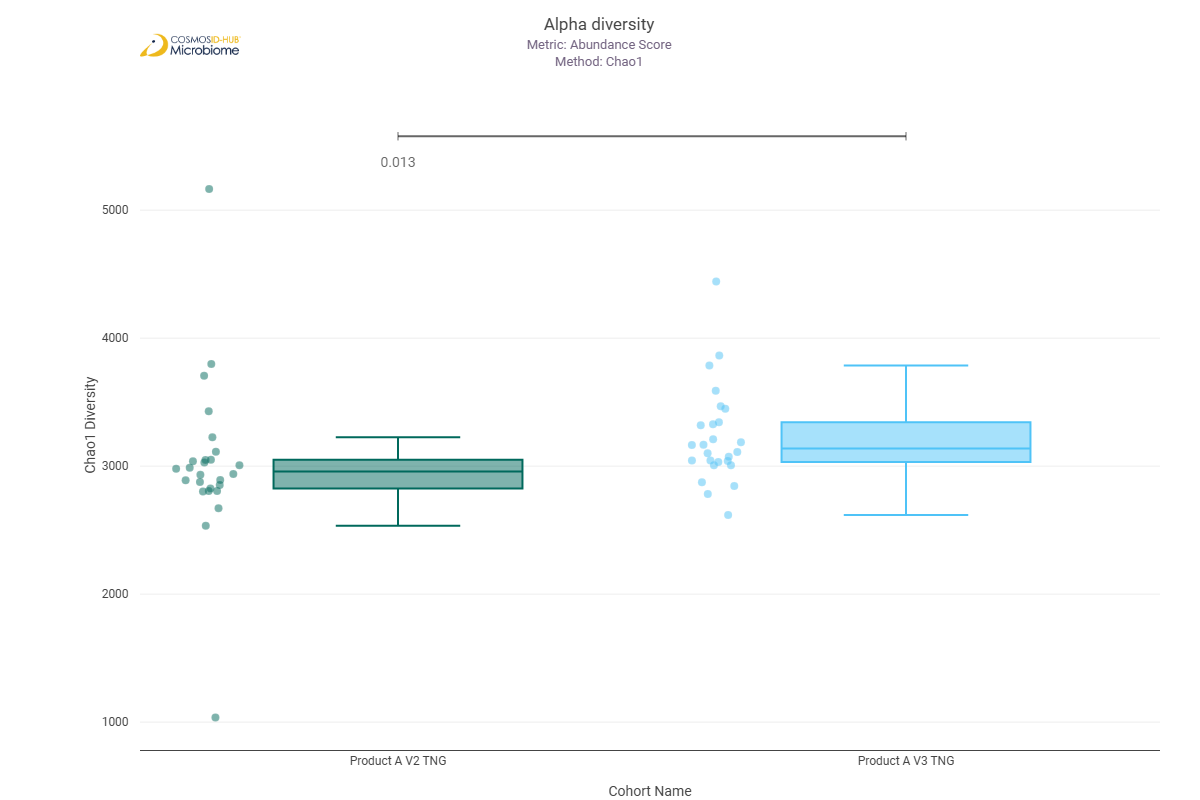 Alpha diversity
Metric: Abundance Score
Method: Chao1
COSMOSID-HUB
Microbiome
0.013
5000
4000
3000
2000
1000
Chao1 Diversity
Product A V2 TNG
Product A V3 TNG
Cohort Name